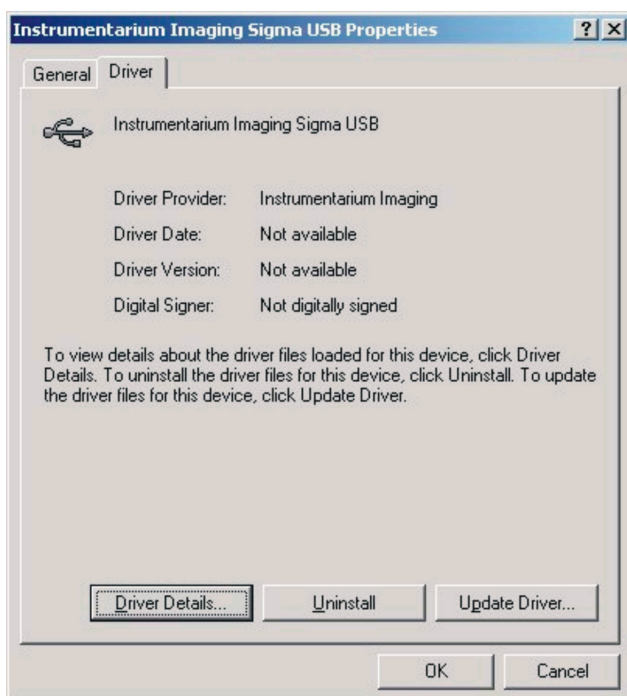 Instrumentarium Imaging Sigma USB Properties
General Driver
Instrumentarium Imaging Sigma USB
Driver Provider: Instrumentarium Imaging
Driver Date: Not available
Driver Version: Not available
Digital Signer: Not digitally signed
To view details about the driver files loaded for this device, click Driver
Details. To uninstall the driver files for this device, click Uninstall. To update
the driver files for this device, click Update Driver.
Driver Details... Uninstall Update Driver...
OK Cancel